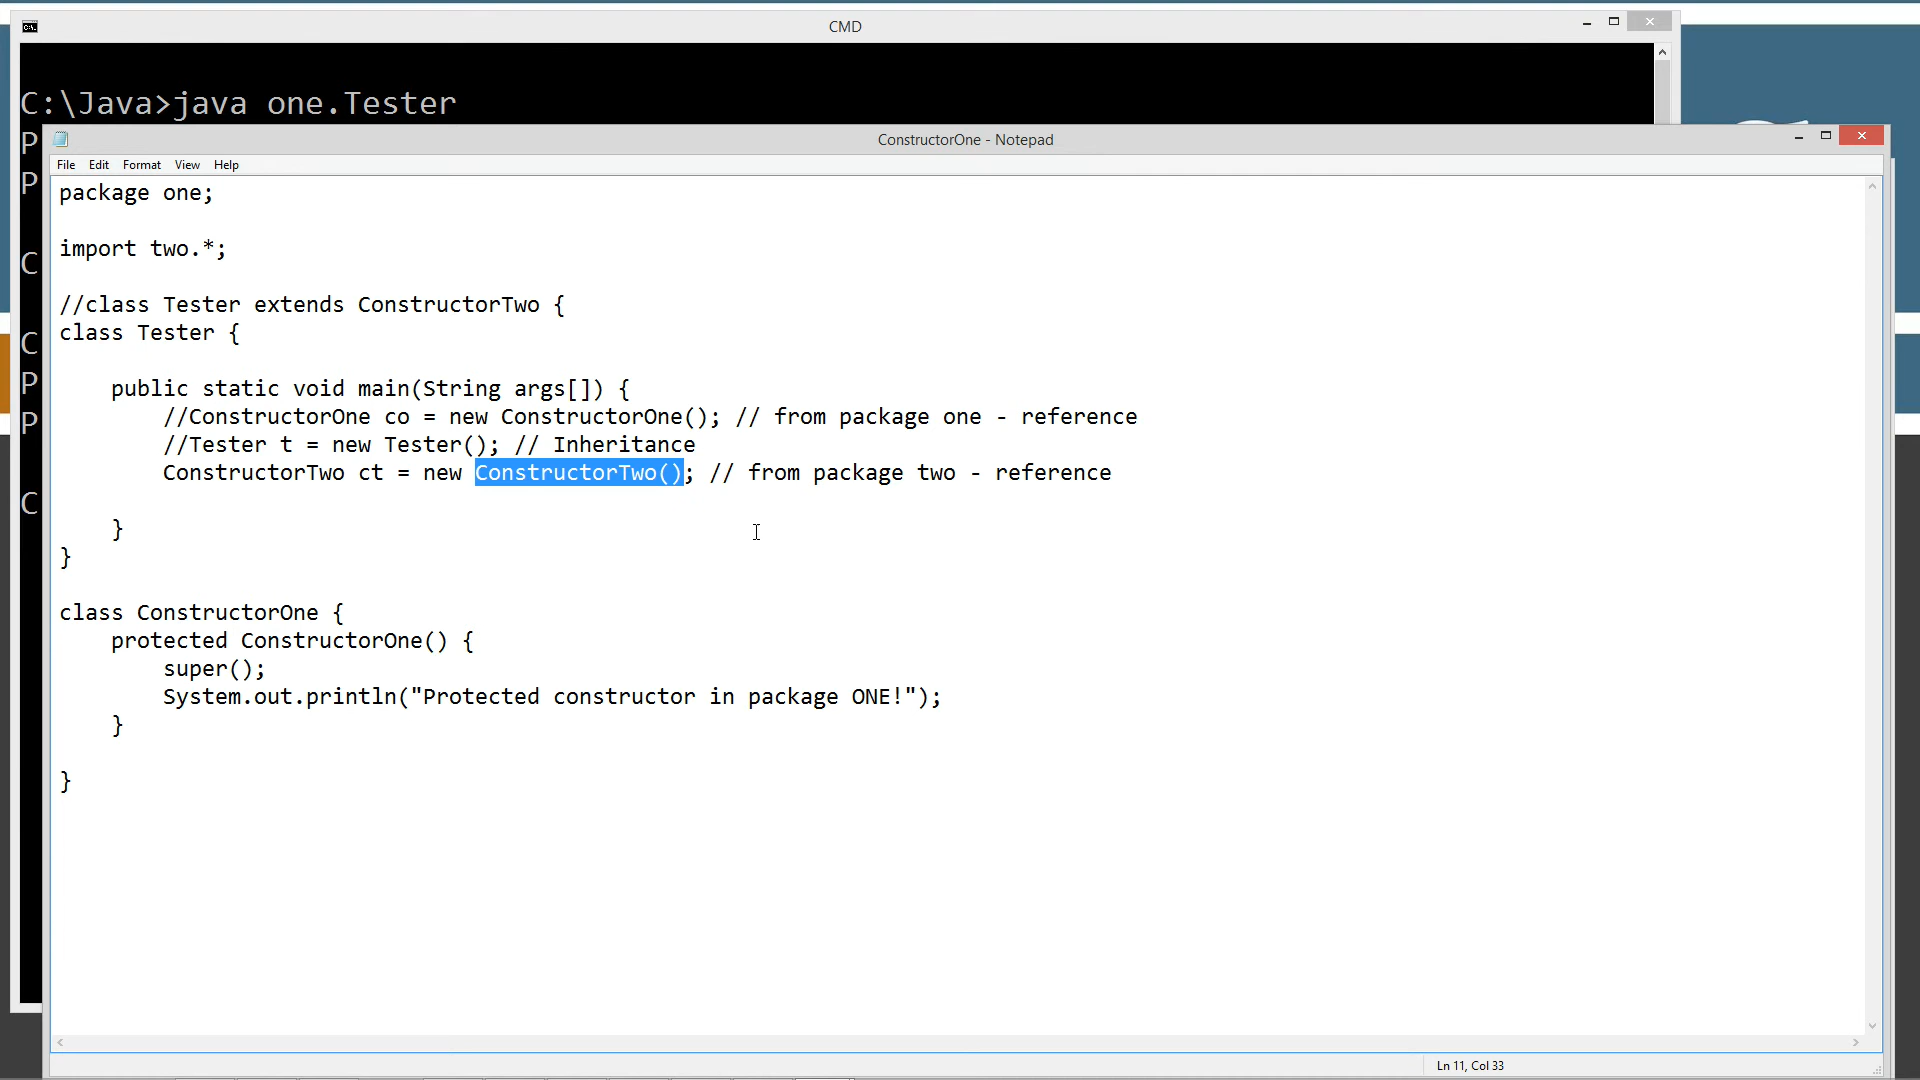 CMD
C:\Java>java one.Tester
P
P
C
C
P
P
C
ConstructorOne - Notepad
File Edit Format View Help
package one;
import two.*;
//class Tester extends ConstructorTwo {
class Tester {
public static void main(String args[]) {
//ConstructorOne co = new ConstructorOne(); // from package one - reference
//Tester t = new Tester(); // Inheritance
ConstructorTwo ct = new ConstructorTwo(); // from package two - reference
}
}
class ConstructorOne {
protected ConstructorOne() {
super();
System.out.println("Protected constructor in package ONE!");
}
}
Ln 11, Col 33